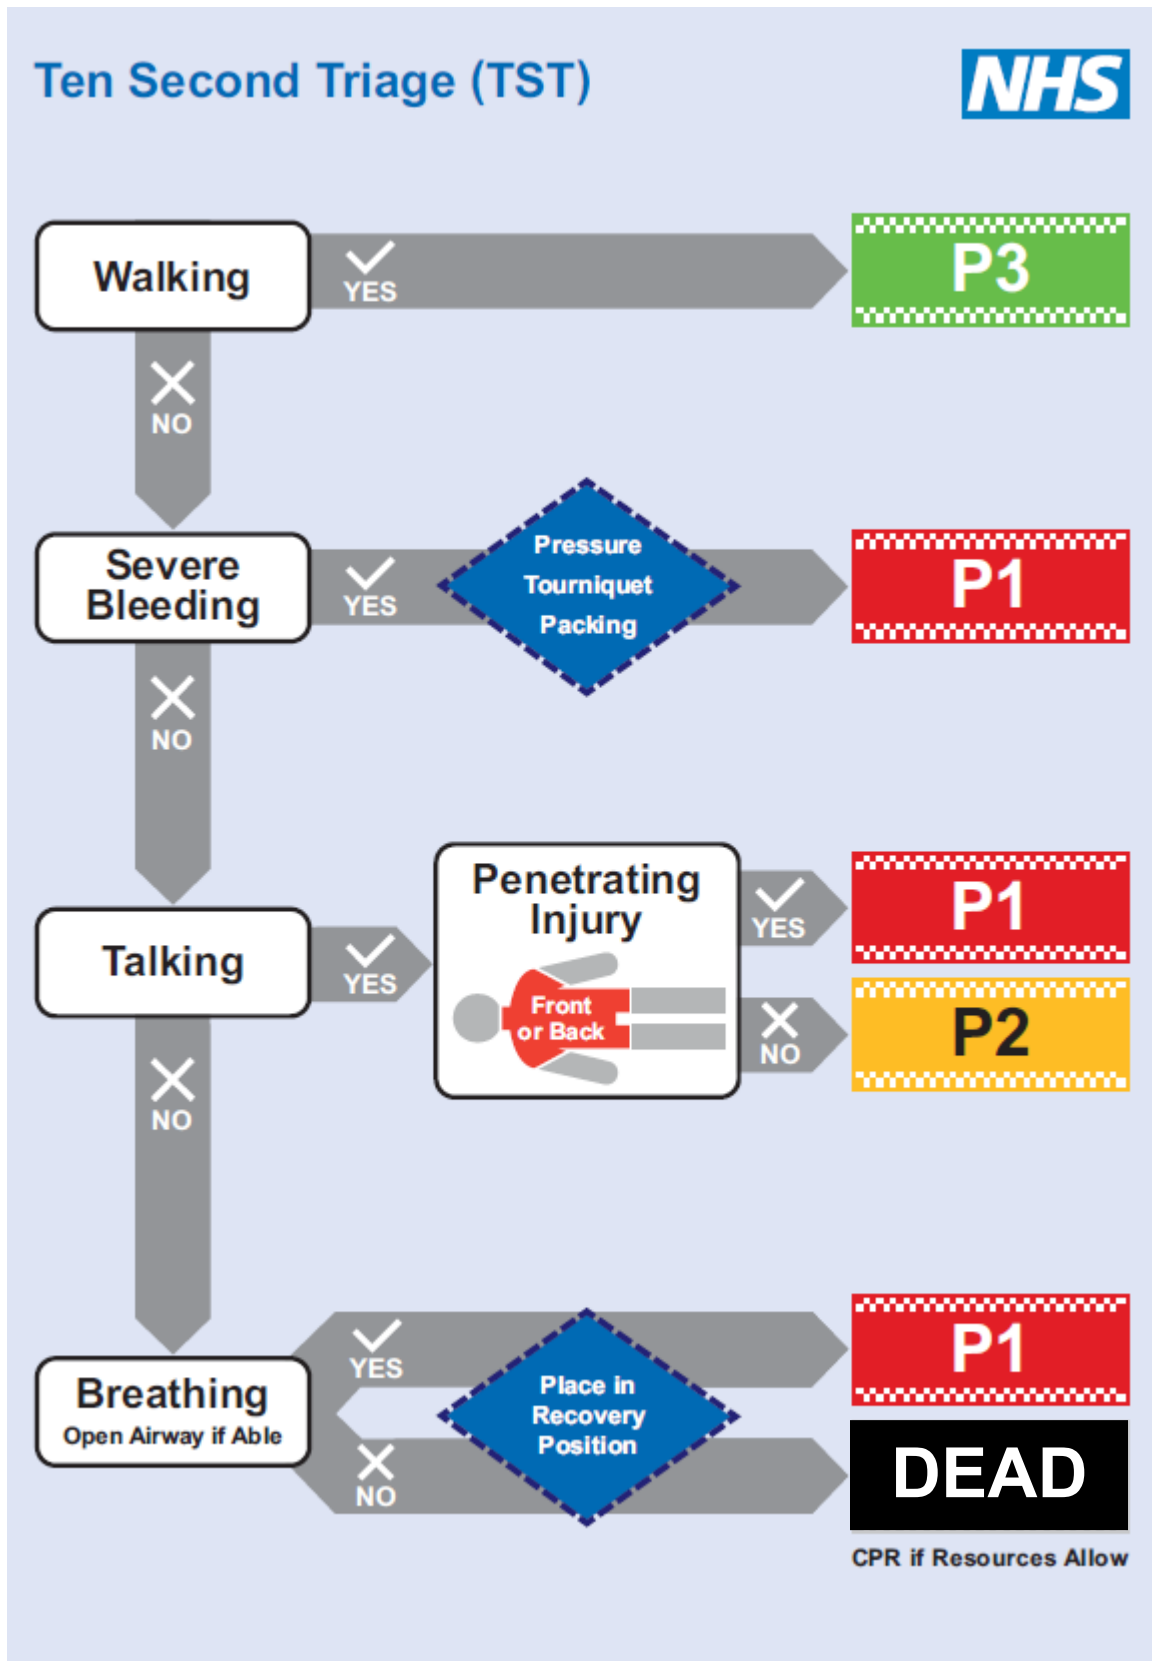 Ten Second Triage (TST)
NHS
Walking
YES
P3
NO
Severe
Bleeding
YES
Pressure
Tourniquet
Packing
P1
NO
Talking
YES
Penetrating
Injury
Front
or Back
YES
P1
NO
P2
NO
Breathing
Open Airway if Able
YES
P1
Place in
Recovery
Position
NO
DEAD
CPR if Resources Allow